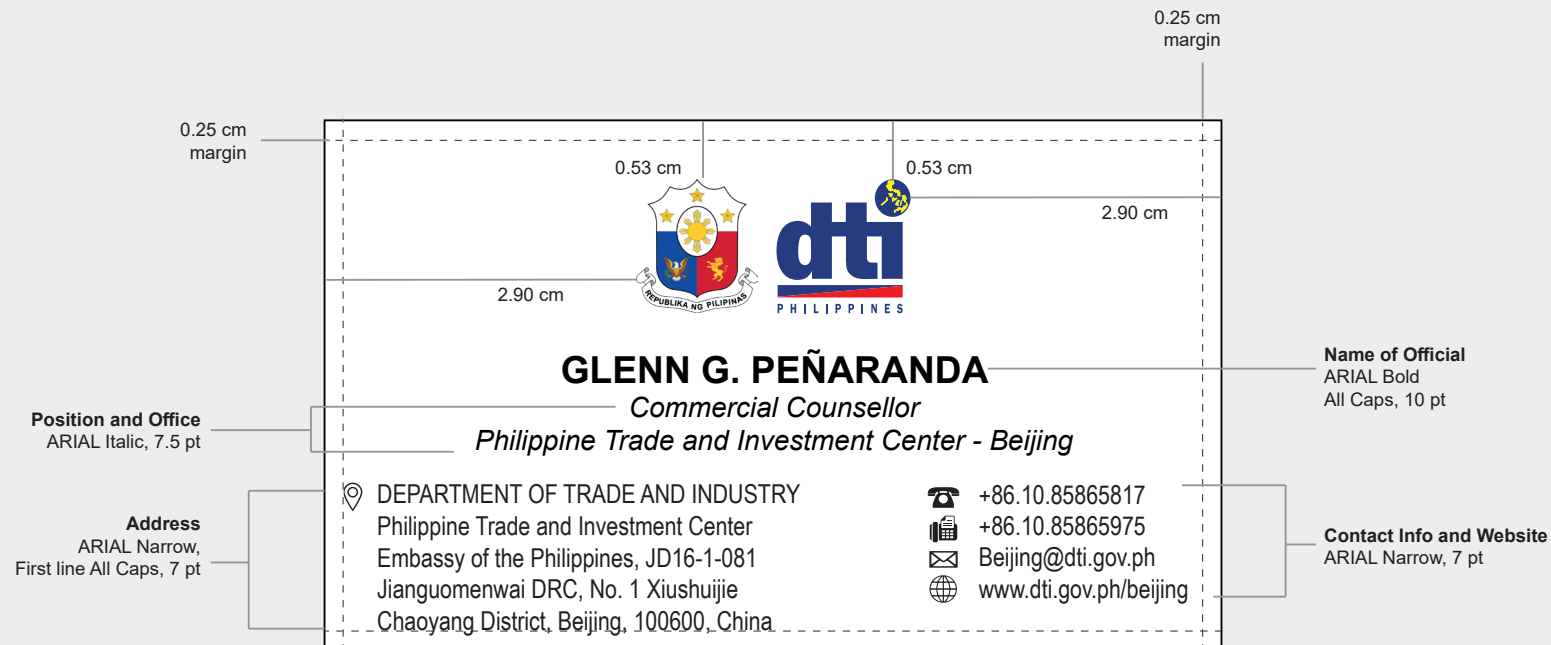 0.25 cm
margin
0.25 cm
margin
0.53 cm
0.53 cm
2.90 cm
2.90 cm
REPUBLIKA NG PILIPINAS
dti
PHILIPPINES
GLENN G. PEÑARANDA
Commercial Counsellor
Philippine Trade and Investment Center - Beijing
Name of Official
ARIAL Bold
All Caps, 10 pt
Position and Office
ARIAL Italic, 7.5 pt
Address
ARIAL Narrow,
First line All Caps, 7 pt
DEPARTMENT OF TRADE AND INDUSTRY
Philippine Trade and Investment Center
Embassy of the Philippines, JD16-1-081
Jianguomenwai DRC, No. 1 Xiushuijie
Chaoyang District, Beijing, 100600, China
+86.10.85865817
+86.10.85865975
Beijing@dti.gov.ph
www.dti.gov.ph/beijing
Contact Info and Website
ARIAL Narrow, 7 pt